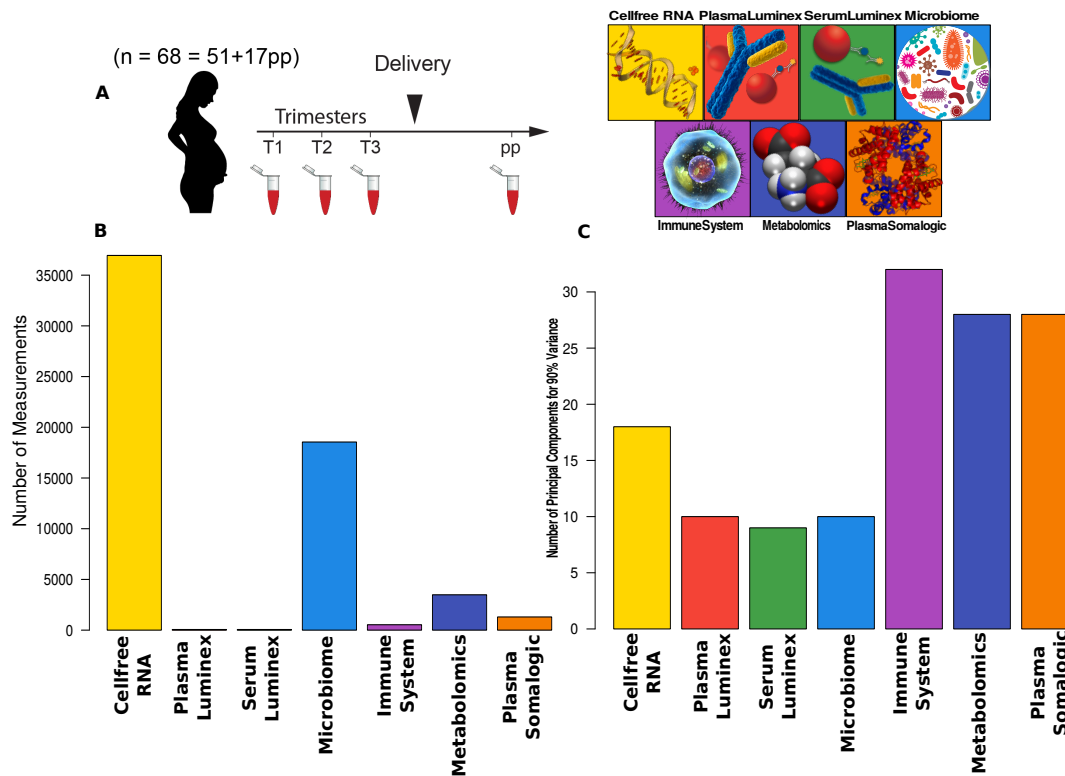 Cellfree RNA PlasmaLuminex SerumLuminex Microbiome
(n = 68 = 51+17pp)
Delivery
A
Trimesters
T1 T2 T3 pp
ImmuneSystem Metabolomics PlasmaSomalogic
B
Number of Measurements
35000
30000
25000
20000
15000
10000
5000
0
Cellfree
RNA
Plasma
Luminex
Serum
Luminex
Microbiome
Immune
System
Metabolomics
Plasma
Somalogic
C
Number of Principal Components for 90% Variance
30
25
20
15
10
5
0
Cellfree
RNA
Plasma
Luminex
Serum
Luminex
Microbiome
Immune
System
Metabolomics
Plasma
Somalogic